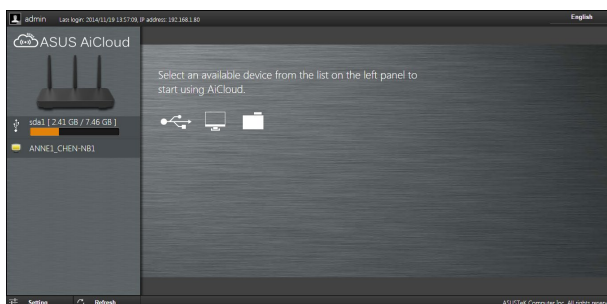 admin Last login: 2014/11/19 13:57:09, IP address: 192.168.1.80 English
ASUS AiCloud
Select an available device from the list on the left panel to
start using AiCloud.
sda1 [ 2.41 GB / 7.46 GB ]
ANNE1_CHEN-NB1
Setting Refresh ASUSTeK Computer Inc. All rights